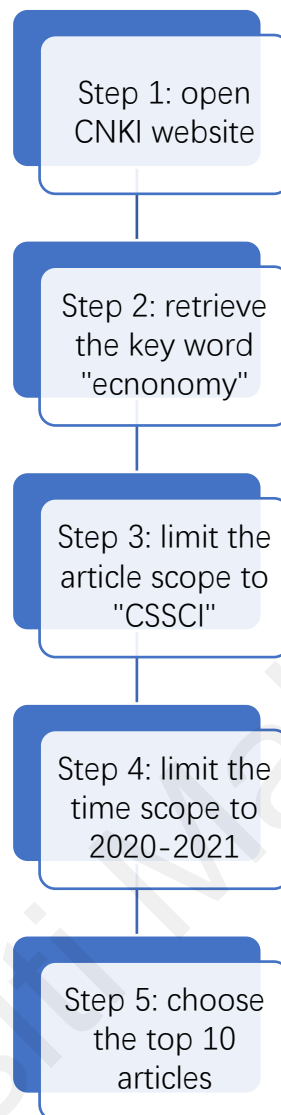 Step 1: open
CNKI website
Step 2: retrieve
the key word
"ecnonomy"
Step 3: limit the
article scope to
"CSSCI"
Step 4: limit the
time scope to
2020-2021
Step 5: choose
the top 10
articles